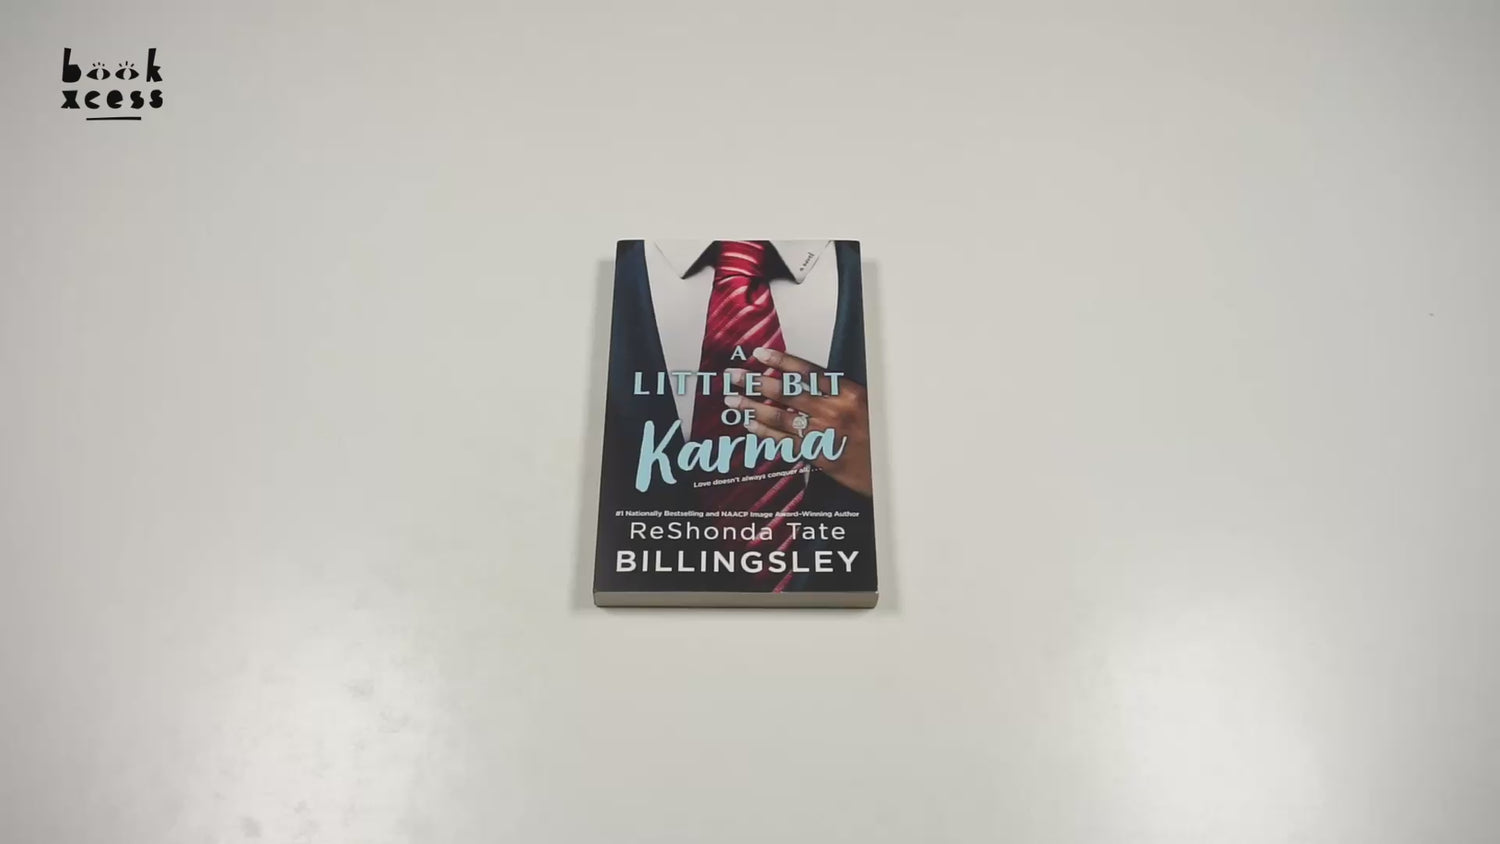 book
xcess
a novel
A
LITTLE BIT
OF
Karma
Love doesn't always conquer all. . . .
#1 Nationally Bestselling and NAACP Image Award-Winning Author
ReShonda Tate
BILLINGSLEY